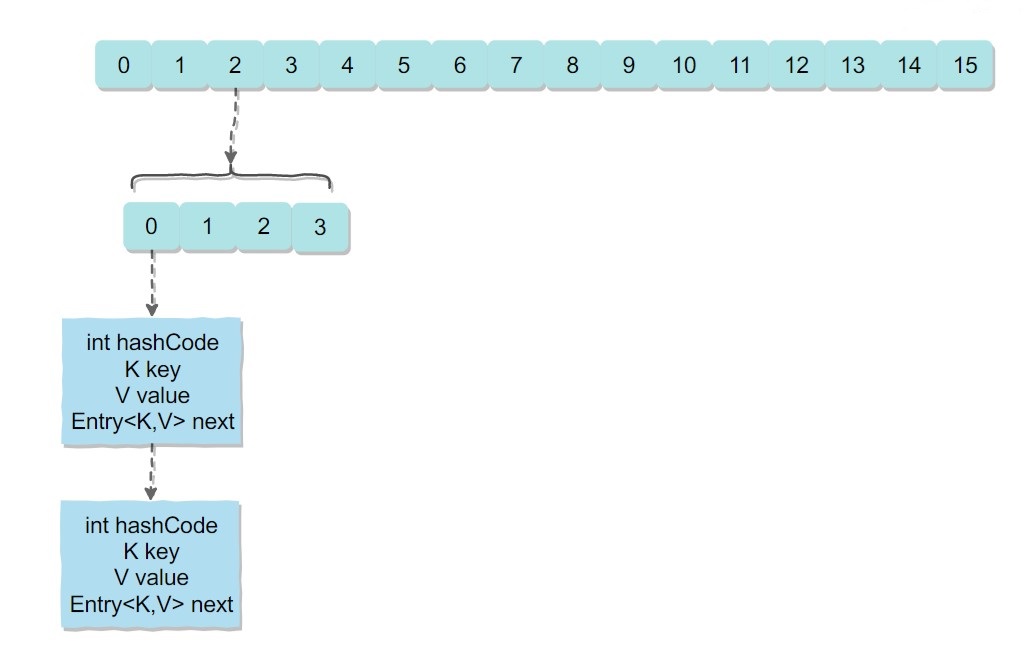 0 1 2 3 4 5 6 7 8 9 10 11 12 13 14 15
0 1 2 3
int hashCode
K key
V value
Entry<K,V> next
int hashCode
K key
V value
Entry<K,V> next